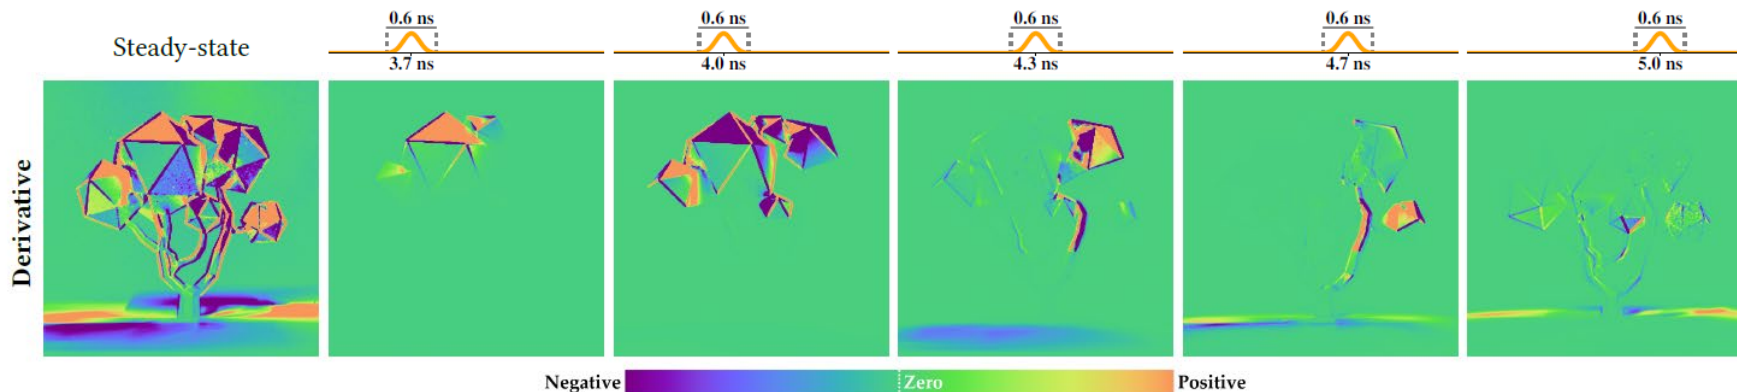 0.6 ns 0.6 ns 0.6 ns 0.6 ns 0.6 ns
Steady-state
3.7 ns 4.0 ns 4.3 ns 4.7 ns 5.0 ns
Derivative
Negative Zero Positive